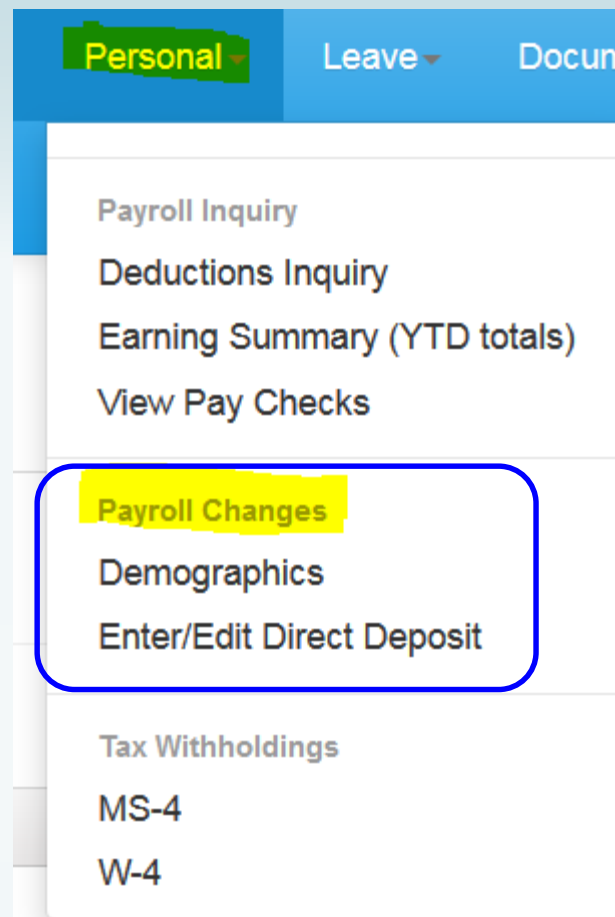 Personal Leave Docum
Payroll Inquiry
Deductions Inquiry
Earning Summary (YTD totals)
View Pay Checks
Payroll Changes
Demographics
Enter/Edit Direct Deposit
Tax Withholdings
MS-4
W-4